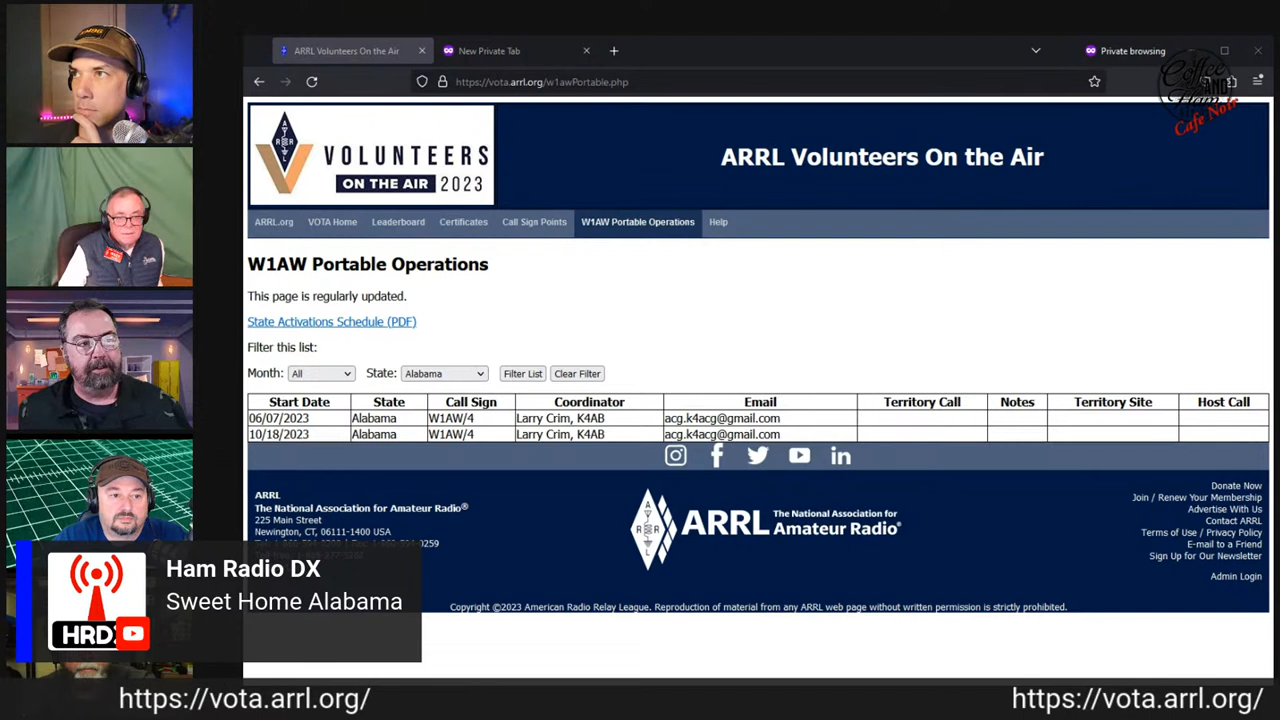 ARRL Volunteers On the Air
New Private Tab
Private browsing
https://vota.arrl.org/w1awPortable.php
Coffee
AND
Ham
Cafe Noir
VOLUNTEERS
ON THE AIR 2023
ARRL Volunteers On the Air
ARRL.org VOTA Home Leaderboard Certificates Call Sign Points W1AW Portable Operations Help
W1AW Portable Operations
This page is regularly updated.
State Activations Schedule (PDF)
Filter this list:
Month: All State: Alabama Filter List Clear Filter
Start Date State Call Sign Coordinator Email Territory Call Notes Territory Site Host Call
06/07/2023 Alabama W1AW/4 Larry Crim, K4AB acg.k4acg@gmail.com
10/18/2023 Alabama W1AW/4 Larry Crim, K4AB acg.k4acg@gmail.com
ARRL
The National Association for Amateur Radio®
225 Main Street
Newington, CT, 06111-1400 USA
ARRL The National Association for
Amateur Radio®
Donate Now
Join / Renew Your Membership
Advertise With Us
Contact ARRL
Terms of Use / Privacy Policy
E-mail to a Friend
Sign Up for Our Newsletter
Admin Login
Copyright ©2023 American Radio Relay League. Reproduction of material from any ARRL web page without written permission is strictly prohibited.
HRD
Ham Radio DX
Sweet Home Alabama
https://vota.arrl.org/
https://vota.arrl.org/